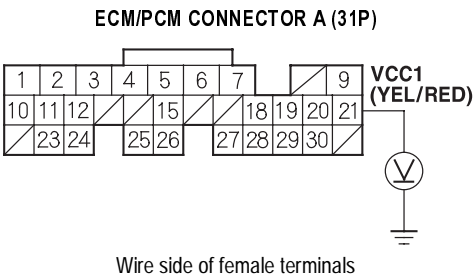 ECM/PCM CONNECTOR A (31P)
1 2 3 4 5 6 7 9
VCC1
(YEL/RED)
10 11 12 15 18 19 20 21
23 24 25 26 27 28 29 30
V
Wire side of female terminals